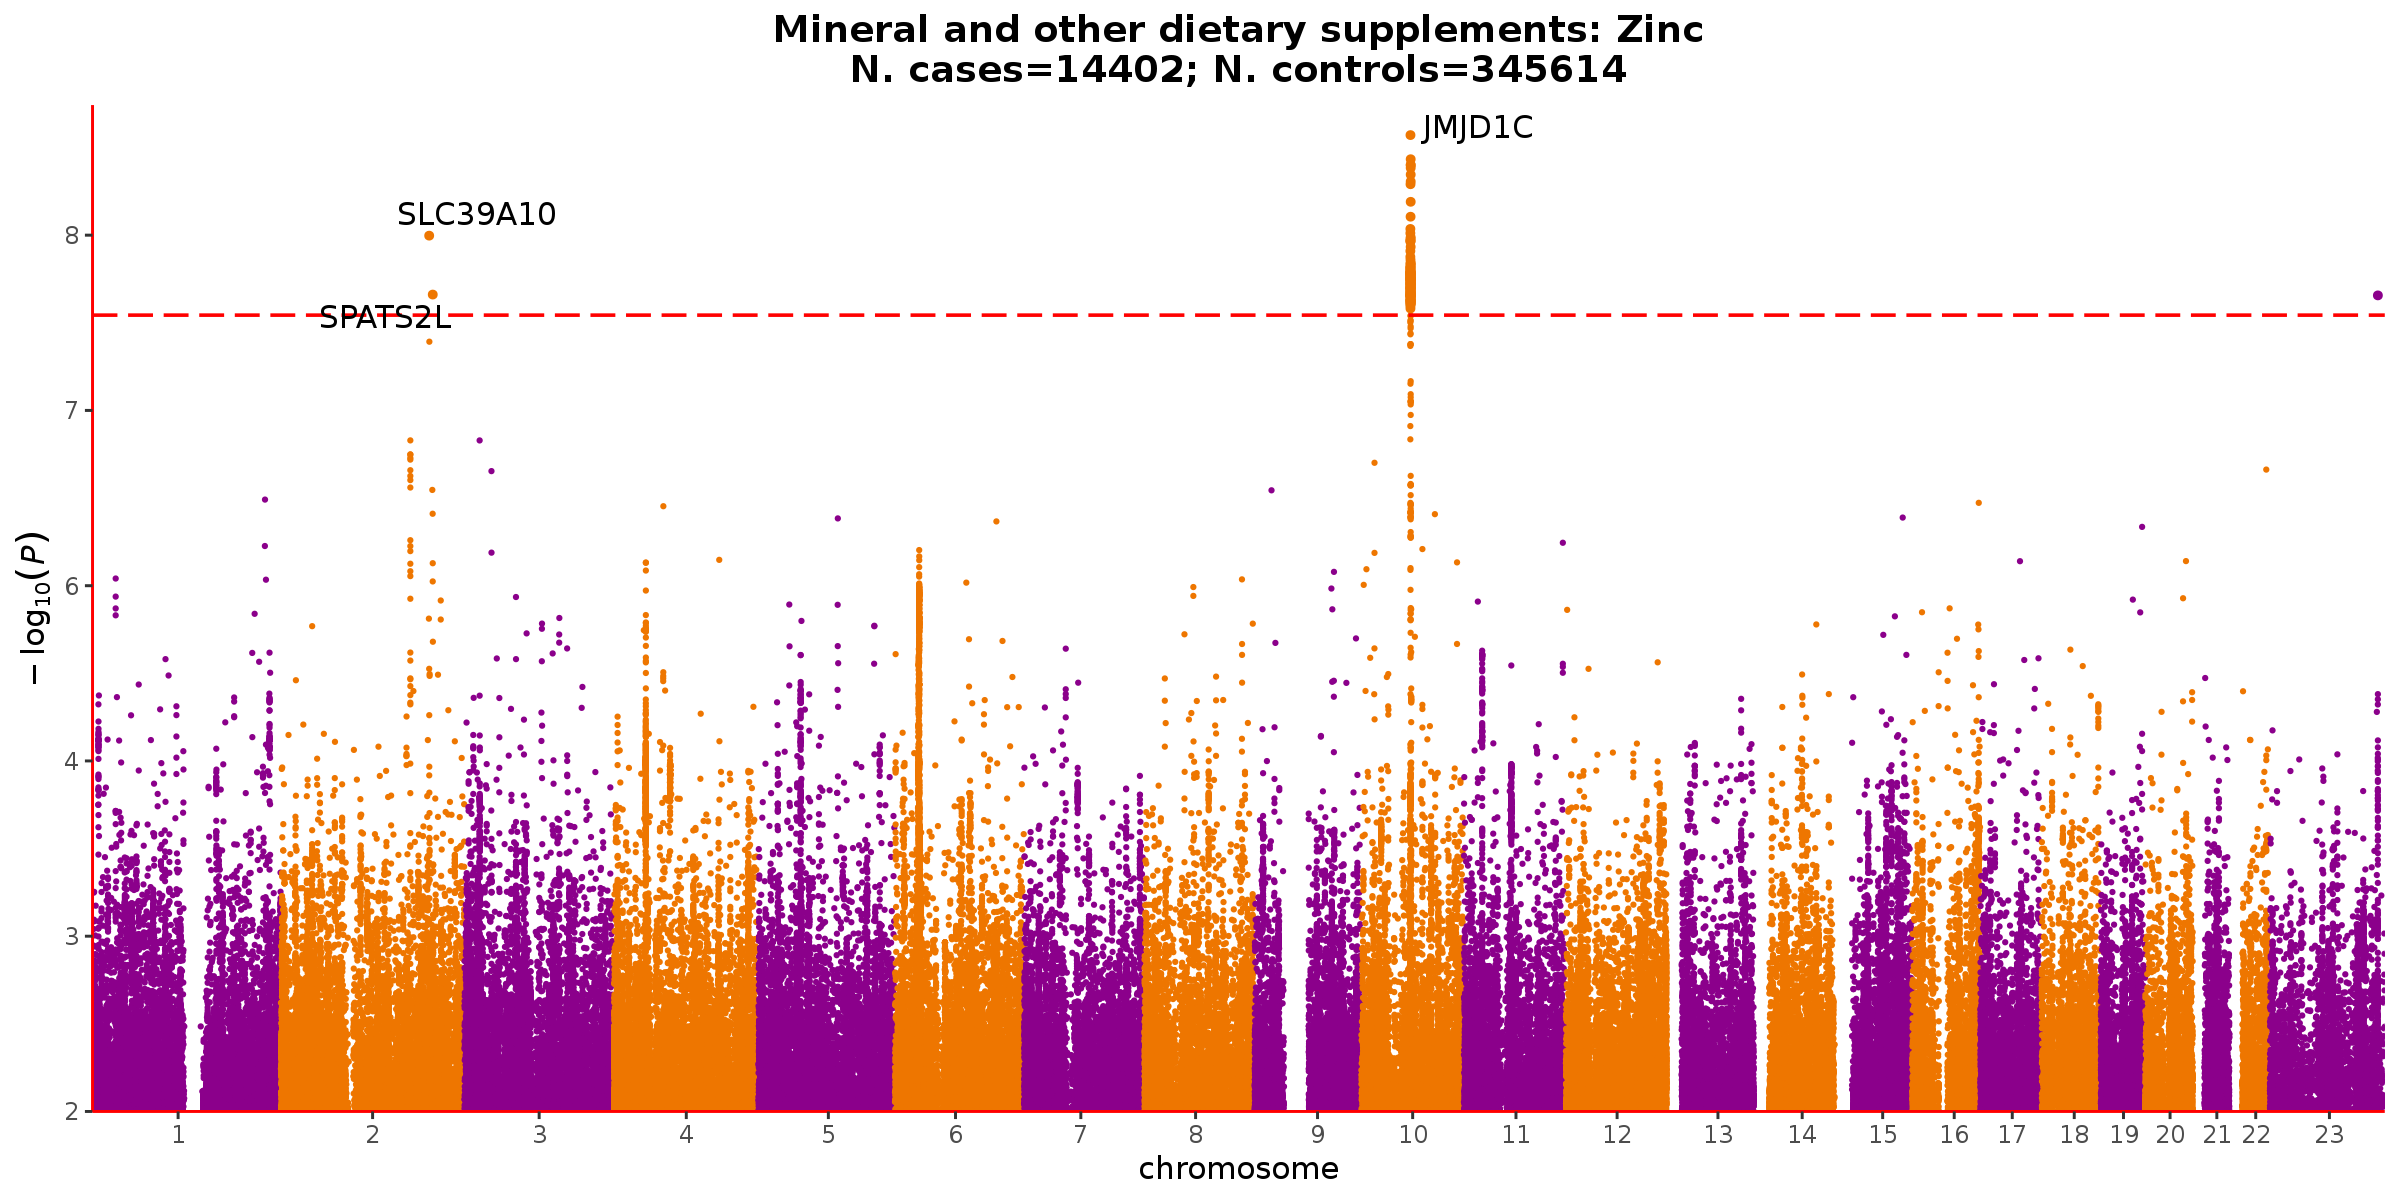 Mineral and other dietary supplements: Zinc
N. cases=14402; N. controls=345614
JMJD1C
SLC39A10
SPATS2L
8
7
6
4
3
2
−log₁₀(P)
1 2 3 4 5 6 7 8 9 10 11 12 13 14 15 16 17 18 19 20 21 22 23
chromosome